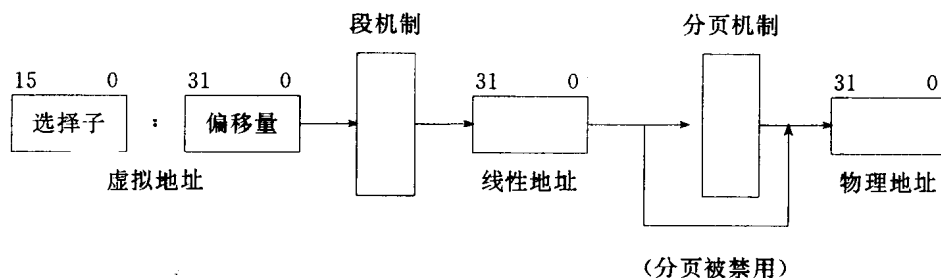 段机制
分页机制
15 0 31 0 31 0 31 0
选择子 : 偏移量
虚拟地址 线性地址 物理地址
(分页被禁用)